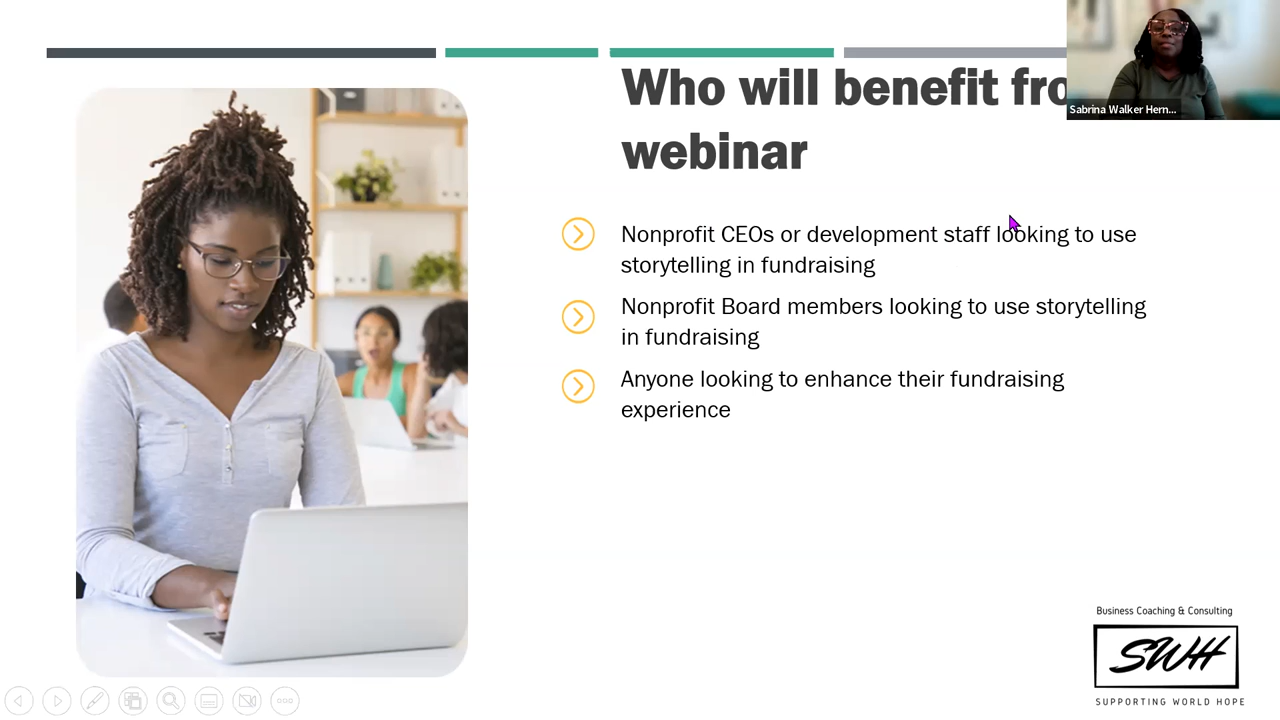 Who will benefit fro
webinar
Sabrina Walker Hern...
Nonprofit CEOs or development staff looking to use
storytelling in fundraising
Nonprofit Board members looking to use storytelling
in fundraising
Anyone looking to enhance their fundraising
experience
Business Coaching & Consulting
SWH
SUPPORTING WORLD HOPE